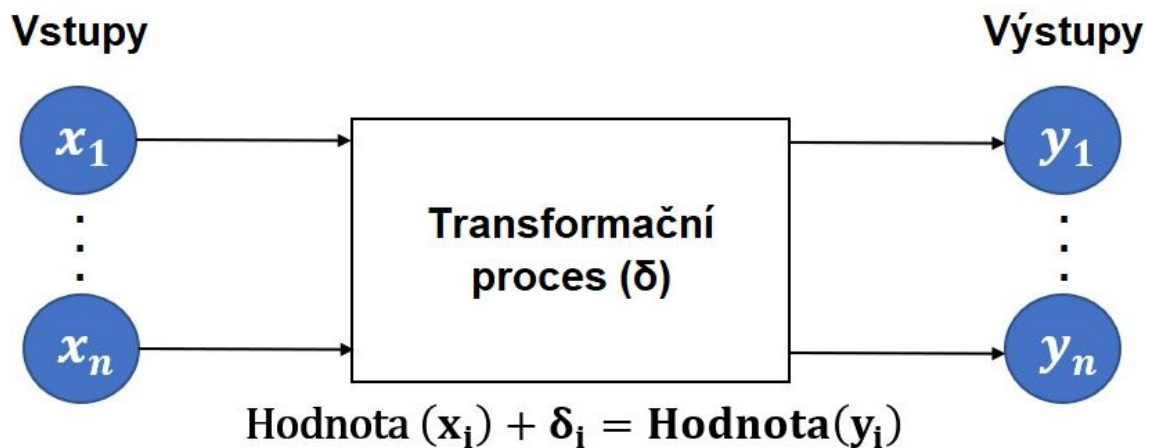 Vstupy
Výstupy
x₁
y₁
Transformační
proces (δ)
xₙ
yₙ
Hodnota (xᵢ) + δᵢ = Hodnota(yᵢ)